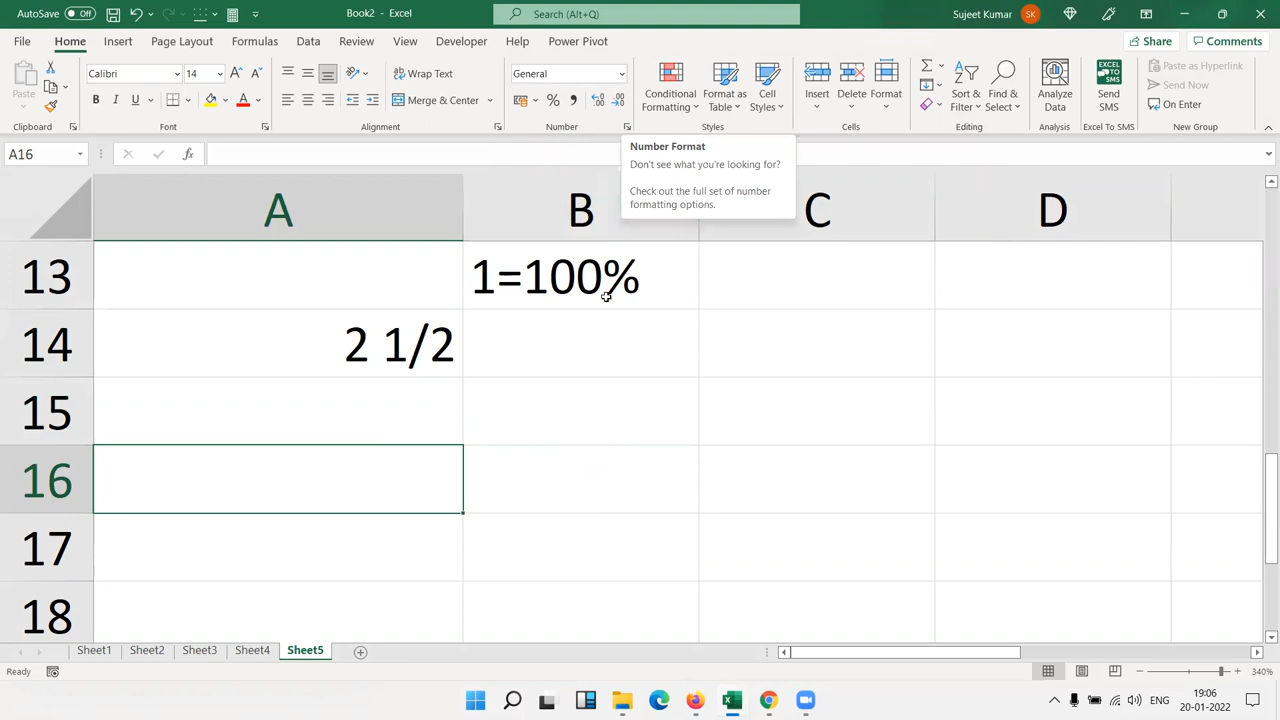 AutoSave Off
Book2 - Excel
Search (Alt+Q)
Sujeet Kumar SK
File Home Insert Page Layout Formulas Data Review View Developer Help Power Pivot
Share Comments
Paste
Calibri 14
Wrap Text
Merge & Center
General
Conditional Formatting
Format as Table
Cell Styles
Insert
Delete
Format
Sort & Filter
Find & Select
Analyze Data
Send SMS
Paste as Hyperlink
Send Now
On Enter
Clipboard Font Alignment Number Styles Cells Editing Analysis Excel To SMS New Group
A16
Number Format
Don't see what you're looking for?
Check out the full set of number
formatting options.
A B C D
13 1=100%
14 2 1/2
15
16
17
18
Sheet1 Sheet2 Sheet3 Sheet4 Sheet5
Ready
340%
ENG
19:06
20-01-2022